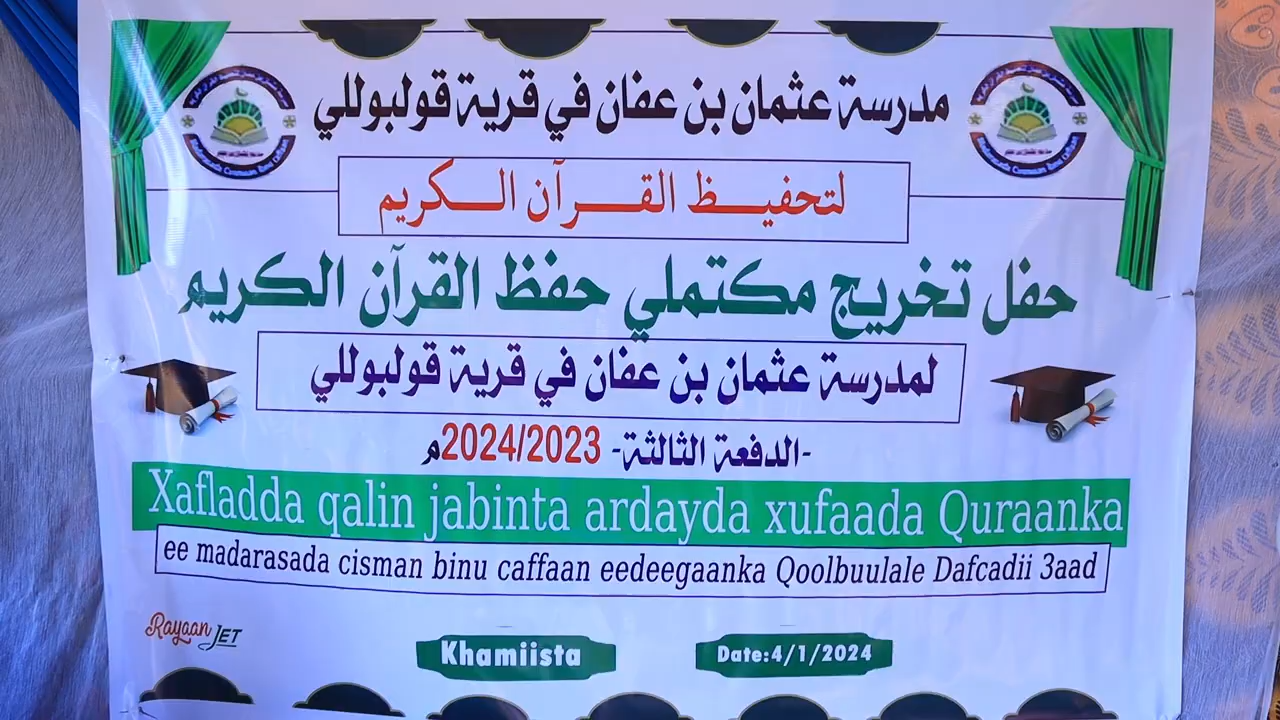 مدرسة عثمان بن عفان في قرية قولبوللي
لتحفيظ القرآن الكريم
حفل تخريج مكتملي حفظ القرآن الكريم
لمدرسة عثمان بن عفان في قرية قولبوللي
-الدفعة الثالثة- 2024/2023م
Xafladda qalin jabinta ardayda xufaada Quraanka
ee madarasada cisman binu caffaan eedeegaanka Qoolbuulale Dafcadii 3aad
Rayaan JET
Khamiista
Date:4/1/2024